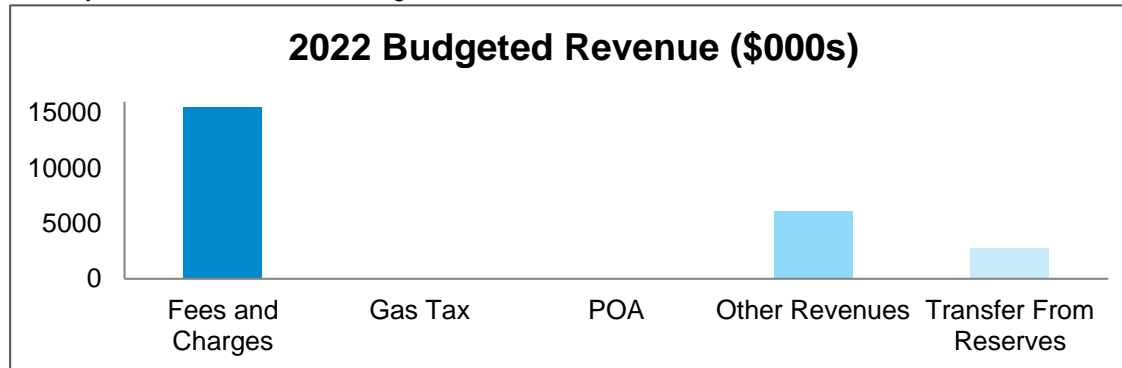 2022 Budgeted Revenue ($000s)
15000
10000
5000
0
Fees and
Charges
Gas Tax
POA
Other Revenues
Transfer From
Reserves